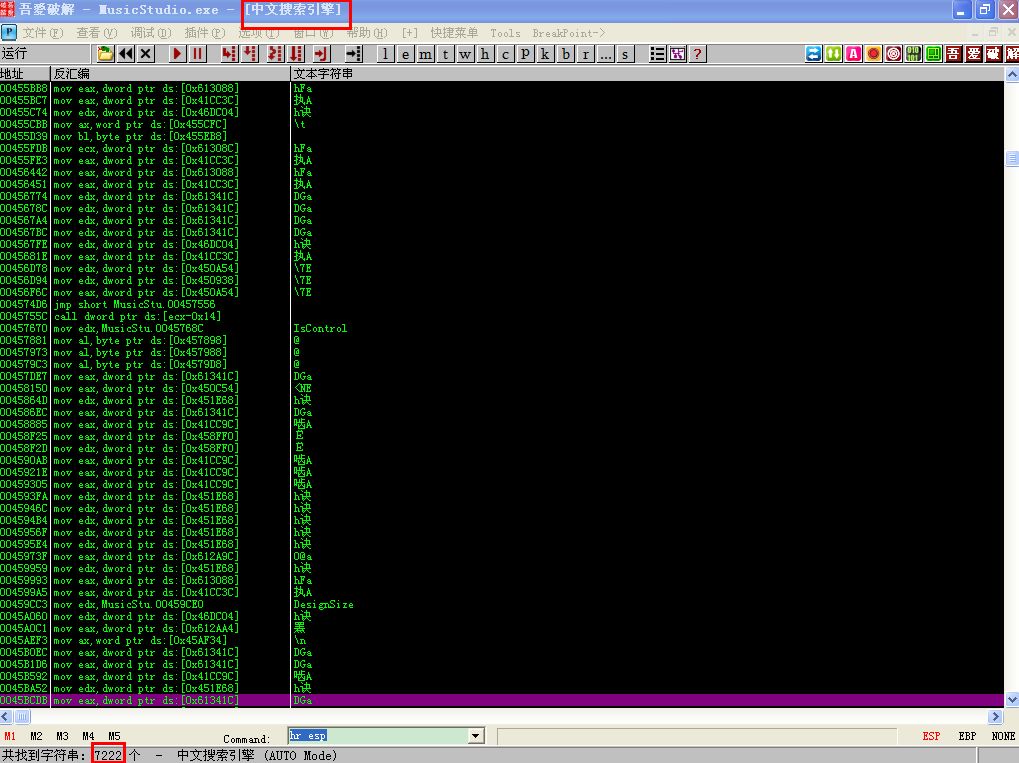 吾爱破解 - MusicStudio.exe - [中文搜索引擎]
文件(F) 查看(V) 调试(D) 插件(P) 选项(T) 窗口(W) 帮助(H) [+] 快捷菜单 Tools BreakPoint->
运行 l e m t w h c p k b r ... s ? A 吾 爱 破 解
地址 反汇编 文本字符串
00455BB8 mov eax,dword ptr ds:[0x613088] hFa
00455BC7 mov eax,dword ptr ds:[0x41CC3C] 执A
00455C74 mov edx,dword ptr ds:[0x46DC04] h诀
00455CBB mov ax,word ptr ds:[0x455CFC] \t
00455D39 mov bl,byte ptr ds:[0x455EB8]
00455FDB mov ecx,dword ptr ds:[0x61308C] hFa
00455FE3 mov eax,dword ptr ds:[0x41CC3C] 执A
00456442 mov eax,dword ptr ds:[0x613088] hFa
00456451 mov eax,dword ptr ds:[0x41CC3C] 执A
00456774 mov edx,dword ptr ds:[0x61341C] DGa
0045678C mov edx,dword ptr ds:[0x61341C] DGa
004567A4 mov edx,dword ptr ds:[0x61341C] DGa
004567BC mov edx,dword ptr ds:[0x61341C] DGa
004567FE mov edx,dword ptr ds:[0x46DC04] h诀
0045681E mov eax,dword ptr ds:[0x41CC3C] 执A
00456D78 mov edx,dword ptr ds:[0x450A54] \7E
00456D94 mov edx,dword ptr ds:[0x450938] \7E
00456F6C mov eax,dword ptr ds:[0x450A54] \7E
004574D6 jmp short MusicStu.00457556
0045755C call dword ptr ds:[ecx-0x14]
00457670 mov edx,MusicStu.0045768C IsControl
00457881 mov al,byte ptr ds:[0x457898] @
00457973 mov al,byte ptr ds:[0x457988] @
004579C3 mov al,byte ptr ds:[0x4579D8] @
00457DE7 mov eax,dword ptr ds:[0x61341C] DGa
00458150 mov eax,dword ptr ds:[0x450C54] <NE
0045864D mov edx,dword ptr ds:[0x451E68] h诀
004586EC mov eax,dword ptr ds:[0x61341C] DGa
00458885 mov eax,dword ptr ds:[0x41CC9C] 啮A
00458F25 mov eax,dword ptr ds:[0x458FF0] E
00458F2D mov edx,dword ptr ds:[0x458FF0] E
004590AB mov eax,dword ptr ds:[0x41CC9C] 啮A
0045921E mov eax,dword ptr ds:[0x41CC9C] 啮A
00459305 mov eax,dword ptr ds:[0x41CC9C] 啮A
004593FA mov edx,dword ptr ds:[0x451E68] h诀
0045946C mov edx,dword ptr ds:[0x451E68] h诀
004594B4 mov edx,dword ptr ds:[0x451E68] h诀
0045956F mov edx,dword ptr ds:[0x451E68] h诀
004595E4 mov edx,dword ptr ds:[0x451E68] h诀
0045973F mov eax,dword ptr ds:[0x612A9C] O@a
00459959 mov edx,dword ptr ds:[0x451E68] h诀
00459993 mov eax,dword ptr ds:[0x613088] hFa
004599A5 mov eax,dword ptr ds:[0x41CC3C] 执A
00459CC3 mov edx,MusicStu.00459CE0 DesignSize
0045A060 mov edx,dword ptr ds:[0x46DC04] h诀
0045A0C1 mov eax,dword ptr ds:[0x612AA4]
0045AEF3 mov ax,word ptr ds:[0x45AF34] \n
0045B0EC mov eax,dword ptr ds:[0x61341C] DGa
0045B1D6 mov eax,dword ptr ds:[0x61341C] DGa
0045B592 mov eax,dword ptr ds:[0x41CC9C] 啮A
0045BA52 mov edx,dword ptr ds:[0x451E68] h诀
0045BCDB mov eax,dword ptr ds:[0x61341C] DGa
M1 M2 M3 M4 M5 Command: hr esp ESP EBP NONE
共找到字符串: 7222 个 - 中文搜索引擎 (AUTO Mode)